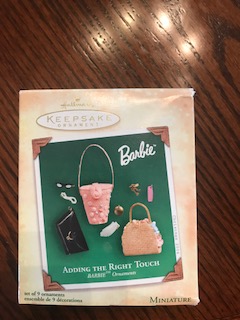 Hallmark
KEEPSAKE
ORNAMENT
Barbie
ADDING THE RIGHT TOUCH
BARBIE™ Ornaments
set of 9 ornaments
ensemble de 9 décorations
MINIATURE